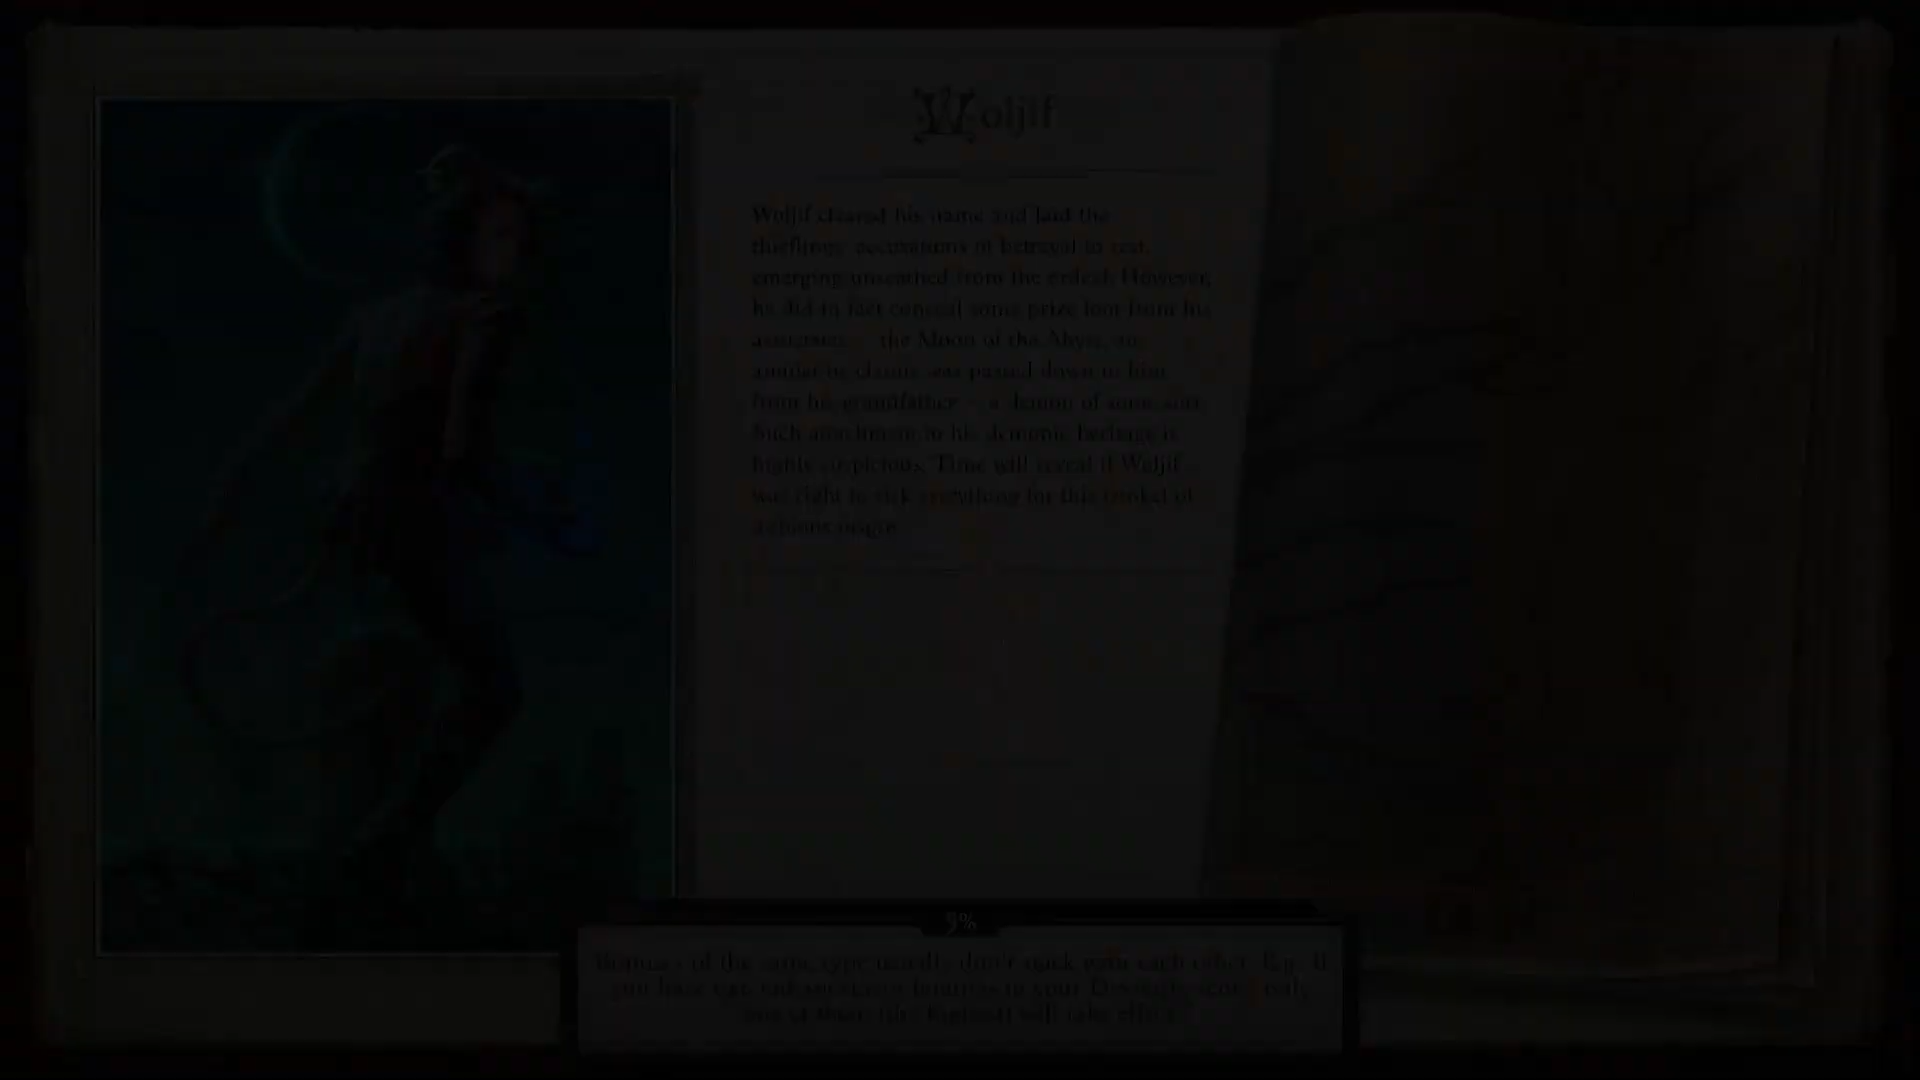 Woljif
Woljif cleared his name and laid the
thieflings' accusations of betrayal to rest,
emerging unscathed from the ordeal. However,
he did in fact conceal some prize loot from his
the Moon of the Abyss, an
amulet he claims was passed down to him
from his grandfather — a demon of some sort.
Such attachment to his demonic heritage is
highly suspicious. Time will reveal if Woljif
was right to risk everything for this trinket of
dubious origin.
9%
Bonuses of the same type usually don't stack with each other. E.g. if
you have two enhancement bonuses to your Dexterity score, only
one of them (the highest) will take effect.